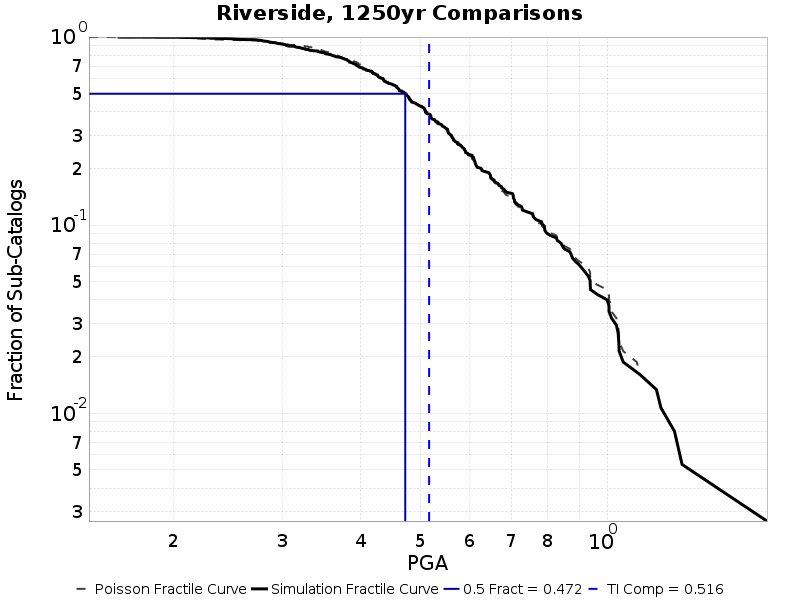 Riverside, 1250yr Comparisons
Fraction of Sub-Catalogs
10^0
7
5
3
2
10^-1
7
5
3
2
10^-2
7
5
3
2 3 4 5 6 7 8 10^0
PGA
Poisson Fractile Curve Simulation Fractile Curve 0.5 Fract = 0.472 TI Comp = 0.516